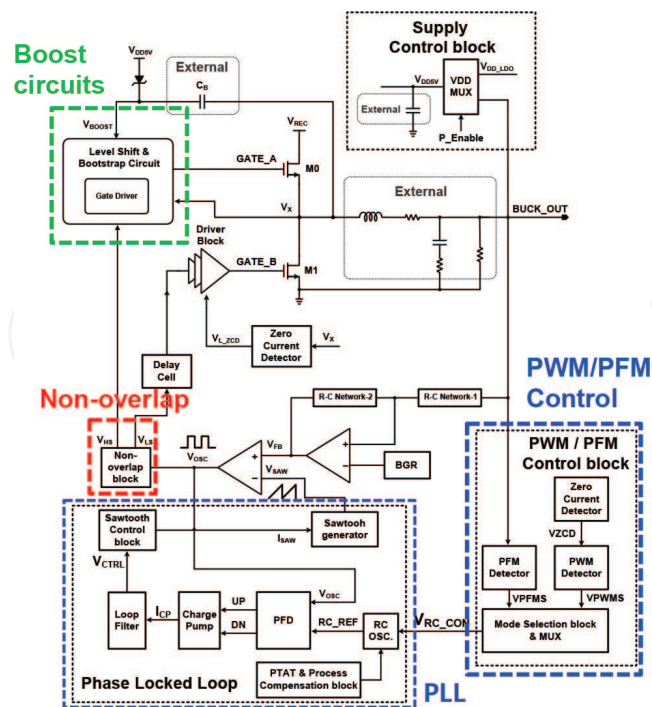 Boost
circuits
VDD5V
External
CB
VBOOST
Level Shift &
Bootstrap Circuit
Gate Driver
GATE_A
VREC
M0
VX
Driver
Block
GATE_B
M1
VL_ZCD
Zero
Current
Detector
VX
Supply
Control block
VDD5V
VDD
MUX
VDD_LDO
External
P_Enable
External
BUCK_OUT
Delay
Cell
Non-overlap
VHS
VLS
Non-
overlap
block
VOSC
VFB
VSAW
R-C Network-2
R-C Network-1
BGR
PWM/PFM
Control
PWM / PFM
Control block
Zero
Current
Detector
VZCD
PFM
Detector
PWM
Detector
VPFMS
VPWMS
Mode Selection block
& MUX
VRC_CON
Sawtooth
Control
block
ISAW
Sawtooh
generator
VCTRL
VOSC
Loop
Filter
ICP
Charge
Pump
UP
DN
PFD
RC_REF
RC
OSC.
PTAT & Process
Compensation block
Phase Locked Loop
PLL